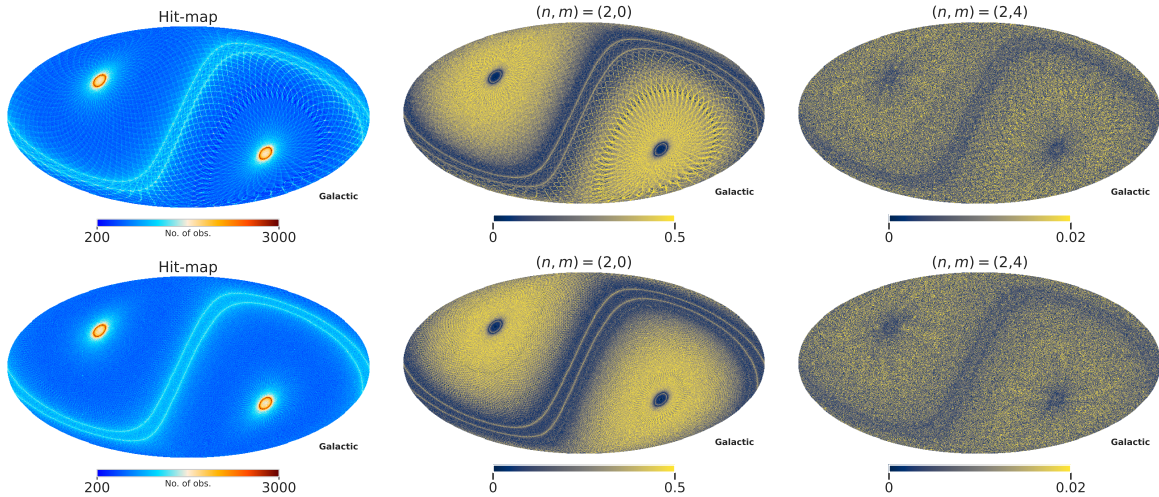 Hit-map
(n, m) = (2,0)
(n, m) = (2,4)
Galactic
Galactic
Galactic
No. of obs.
200 3000
0 0.5
0 0.02
Hit-map
(n, m) = (2,0)
(n, m) = (2,4)
Galactic
Galactic
Galactic
No. of obs.
200 3000
0 0.5
0 0.02